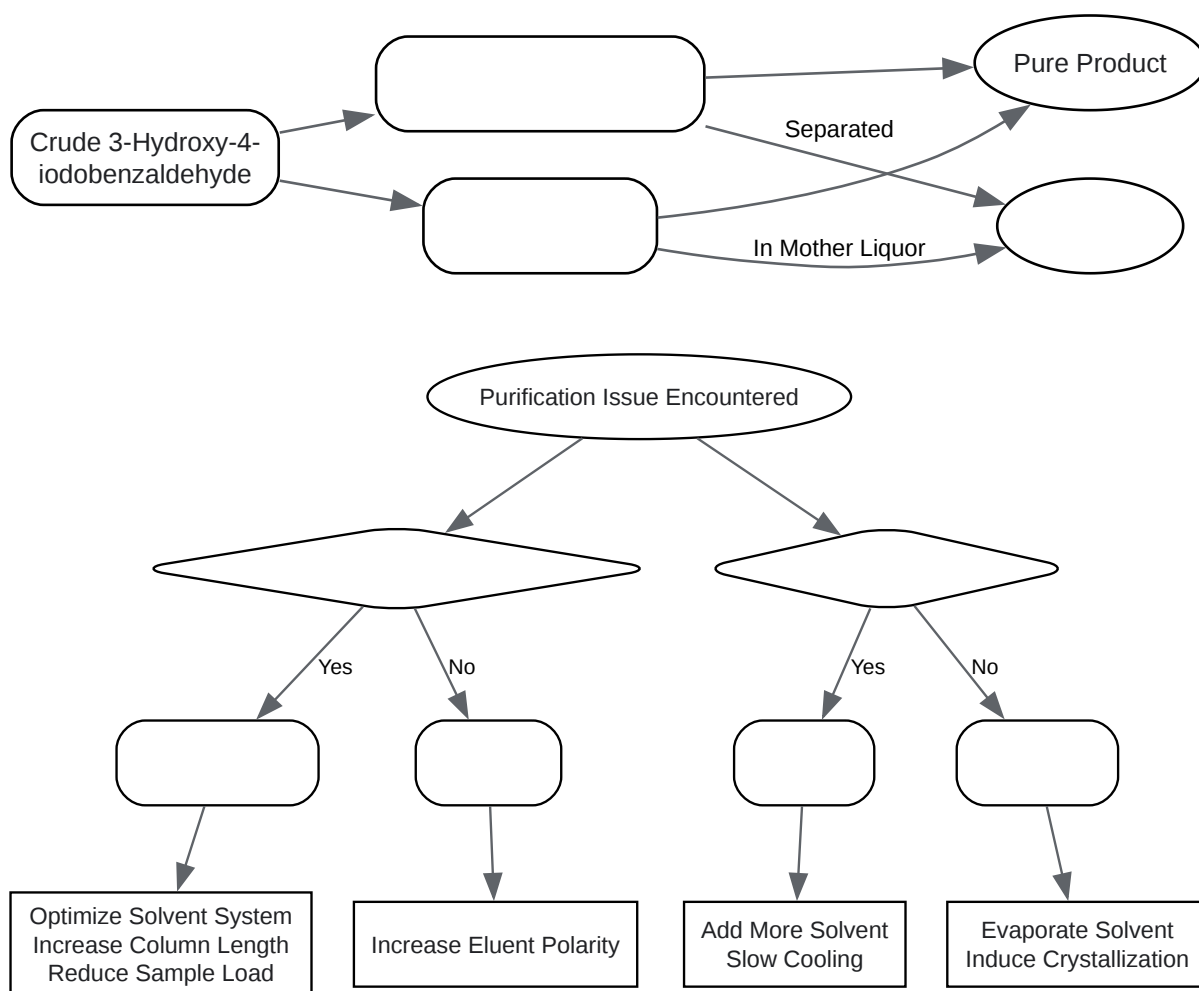 Pure Product
Crude 3-Hydroxy-4-
iodobenzaldehyde
Separated
In Mother Liquor
Purification Issue Encountered
Yes
No
Yes
No
Optimize Solvent System
Increase Column Length
Reduce Sample Load
Increase Eluent Polarity
Add More Solvent
Slow Cooling
Evaporate Solvent
Induce Crystallization